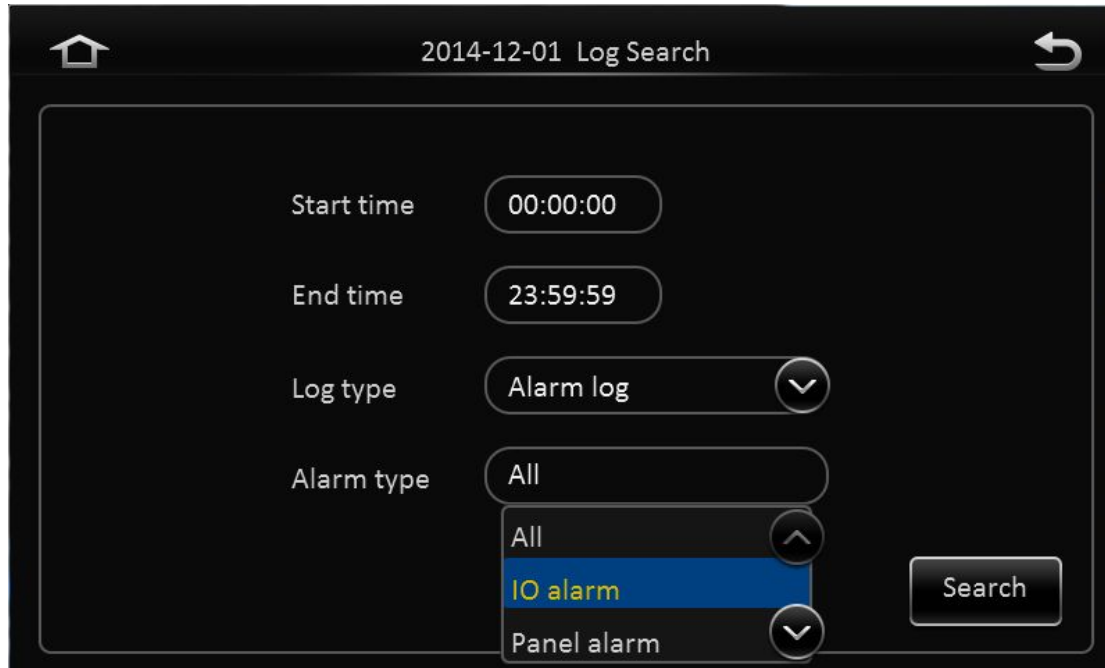 2014-12-01 Log Search
Start time 00:00:00
End time 23:59:59
Log type Alarm log
Alarm type All
All
IO alarm
Panel alarm
Search